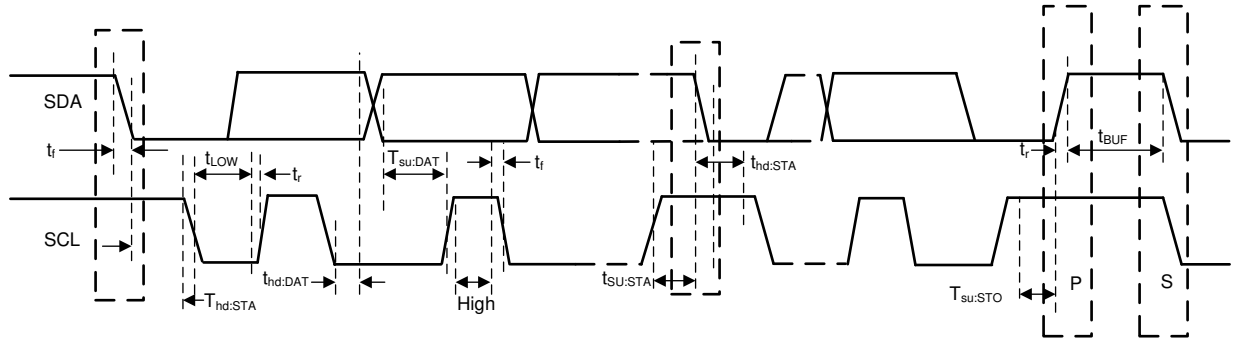 SDA
t_f
t_LOW
t_r
T_su:DAT
t_f
t_hd:STA
t_r
t_BUF
SCL
T_hd:STA
t_hd:DAT
High
t_SU:STA
T_su:STO
P
S